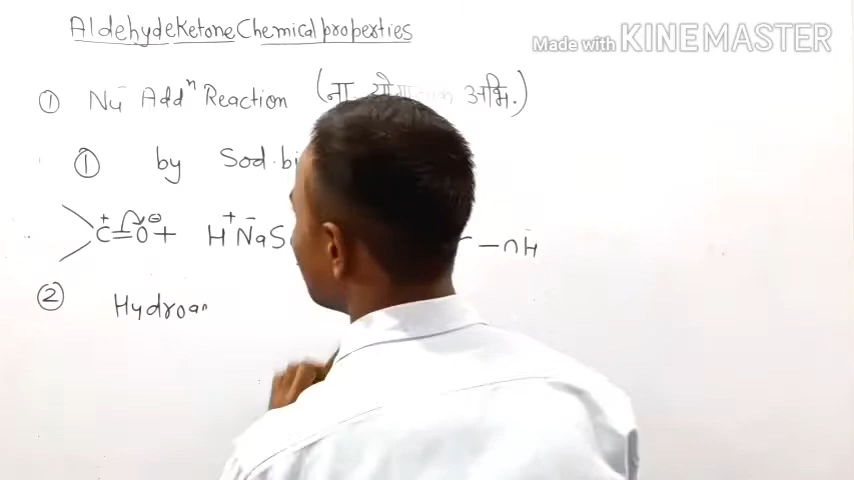 Aldehyde Ketone Chemical properties
Made with KINEMASTER
① Nu⁻ Addⁿ Reaction (ना. अभि.)
① by Sod.bi
C=O + H⁺ NaS — OH
② Hydroa